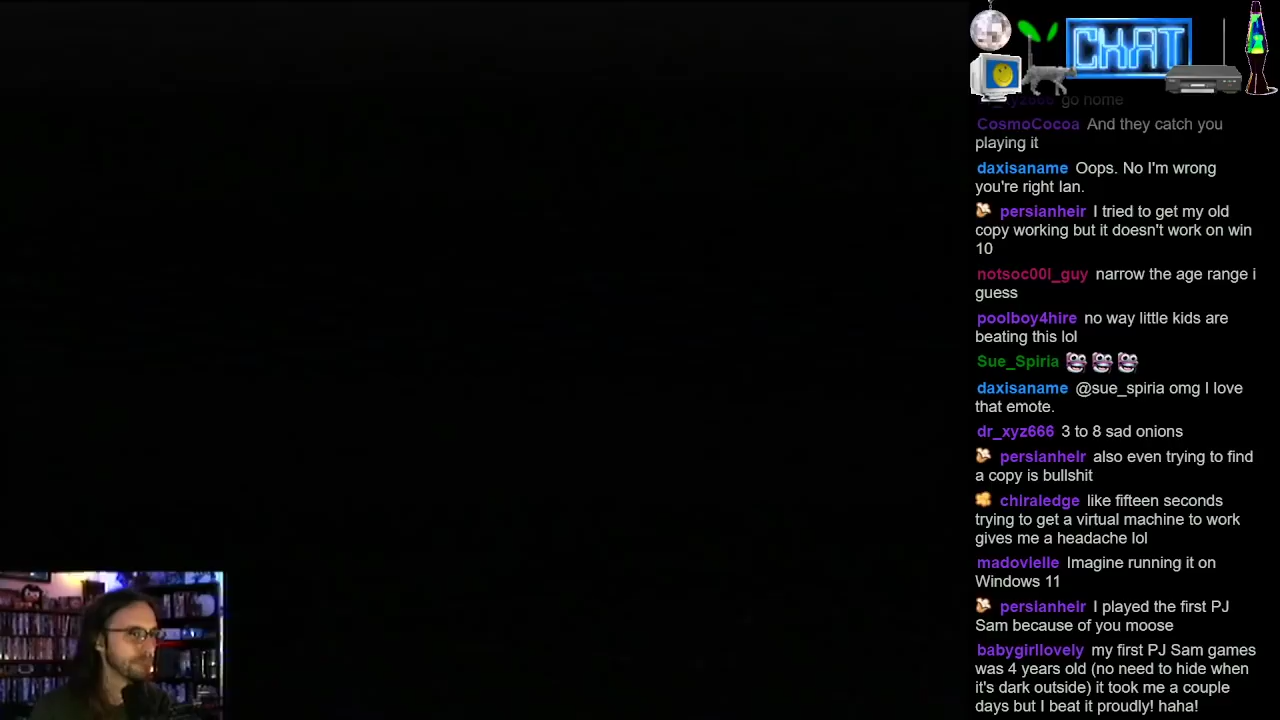 CHAT
go home
CosmoCocoa And they catch you
playing it
daxisaname Oops. No I'm wrong
you're right Ian.
persianheir I tried to get my old
copy working but it doesn't work on win
10
notsoc00l_guy narrow the age range i
guess
poolboy4hire no way little kids are
beating this lol
Sue_Spiria
daxisaname @sue_spiria omg I love
that emote.
dr_xyz666 3 to 8 sad onions
persianheir also even trying to find
a copy is bullshit
chiraledge like fifteen seconds
trying to get a virtual machine to work
gives me a headache lol
madovielle Imagine running it on
Windows 11
persianheir I played the first PJ
Sam because of you moose
babygirllovely my first PJ Sam games
was 4 years old (no need to hide when
it's dark outside) it took me a couple
days but I beat it proudly! haha!